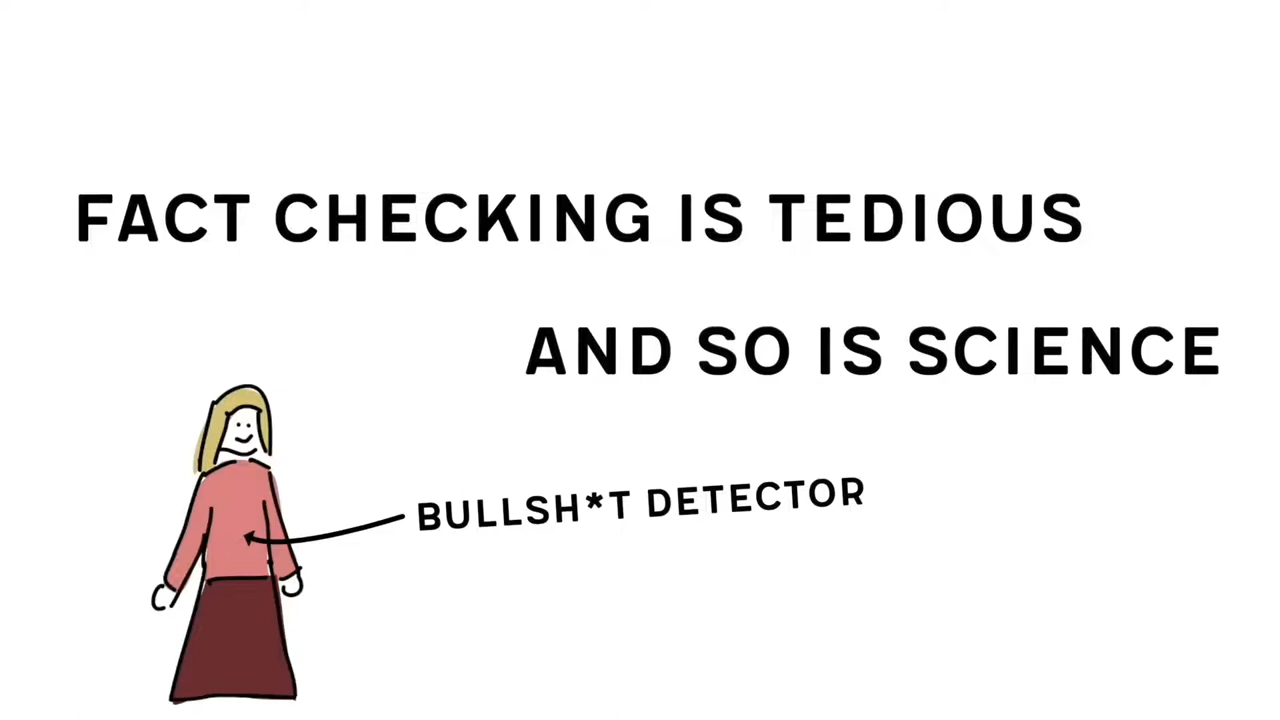 FACT CHECKING IS TEDIOUS
AND SO IS SCIENCE
BULLSH*T DETECTOR